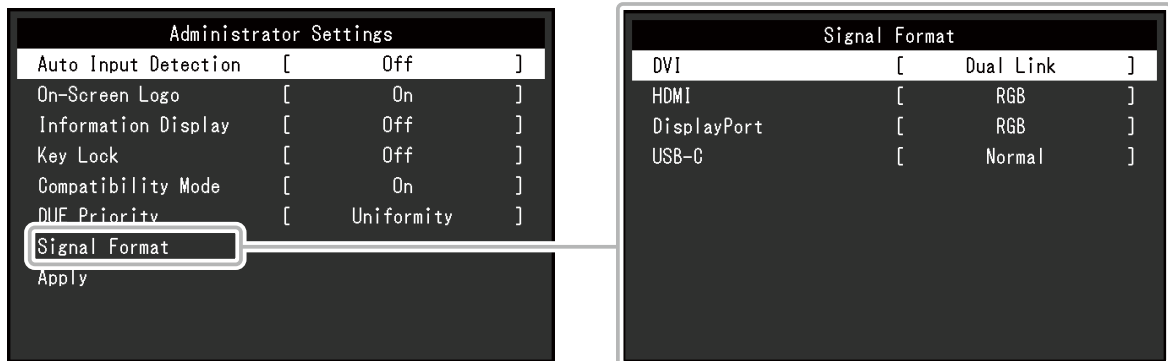 Administrator Settings
Auto Input Detection [ Off ]
On-Screen Logo [ On ]
Information Display [ Off ]
Key Lock [ Off ]
Compatibility Mode [ On ]
DUE Priority [ Uniformity ]
Signal Format
Apply
Signal Format
DVI [ Dual Link ]
HDMI [ RGB ]
DisplayPort [ RGB ]
USB-C [ Normal ]